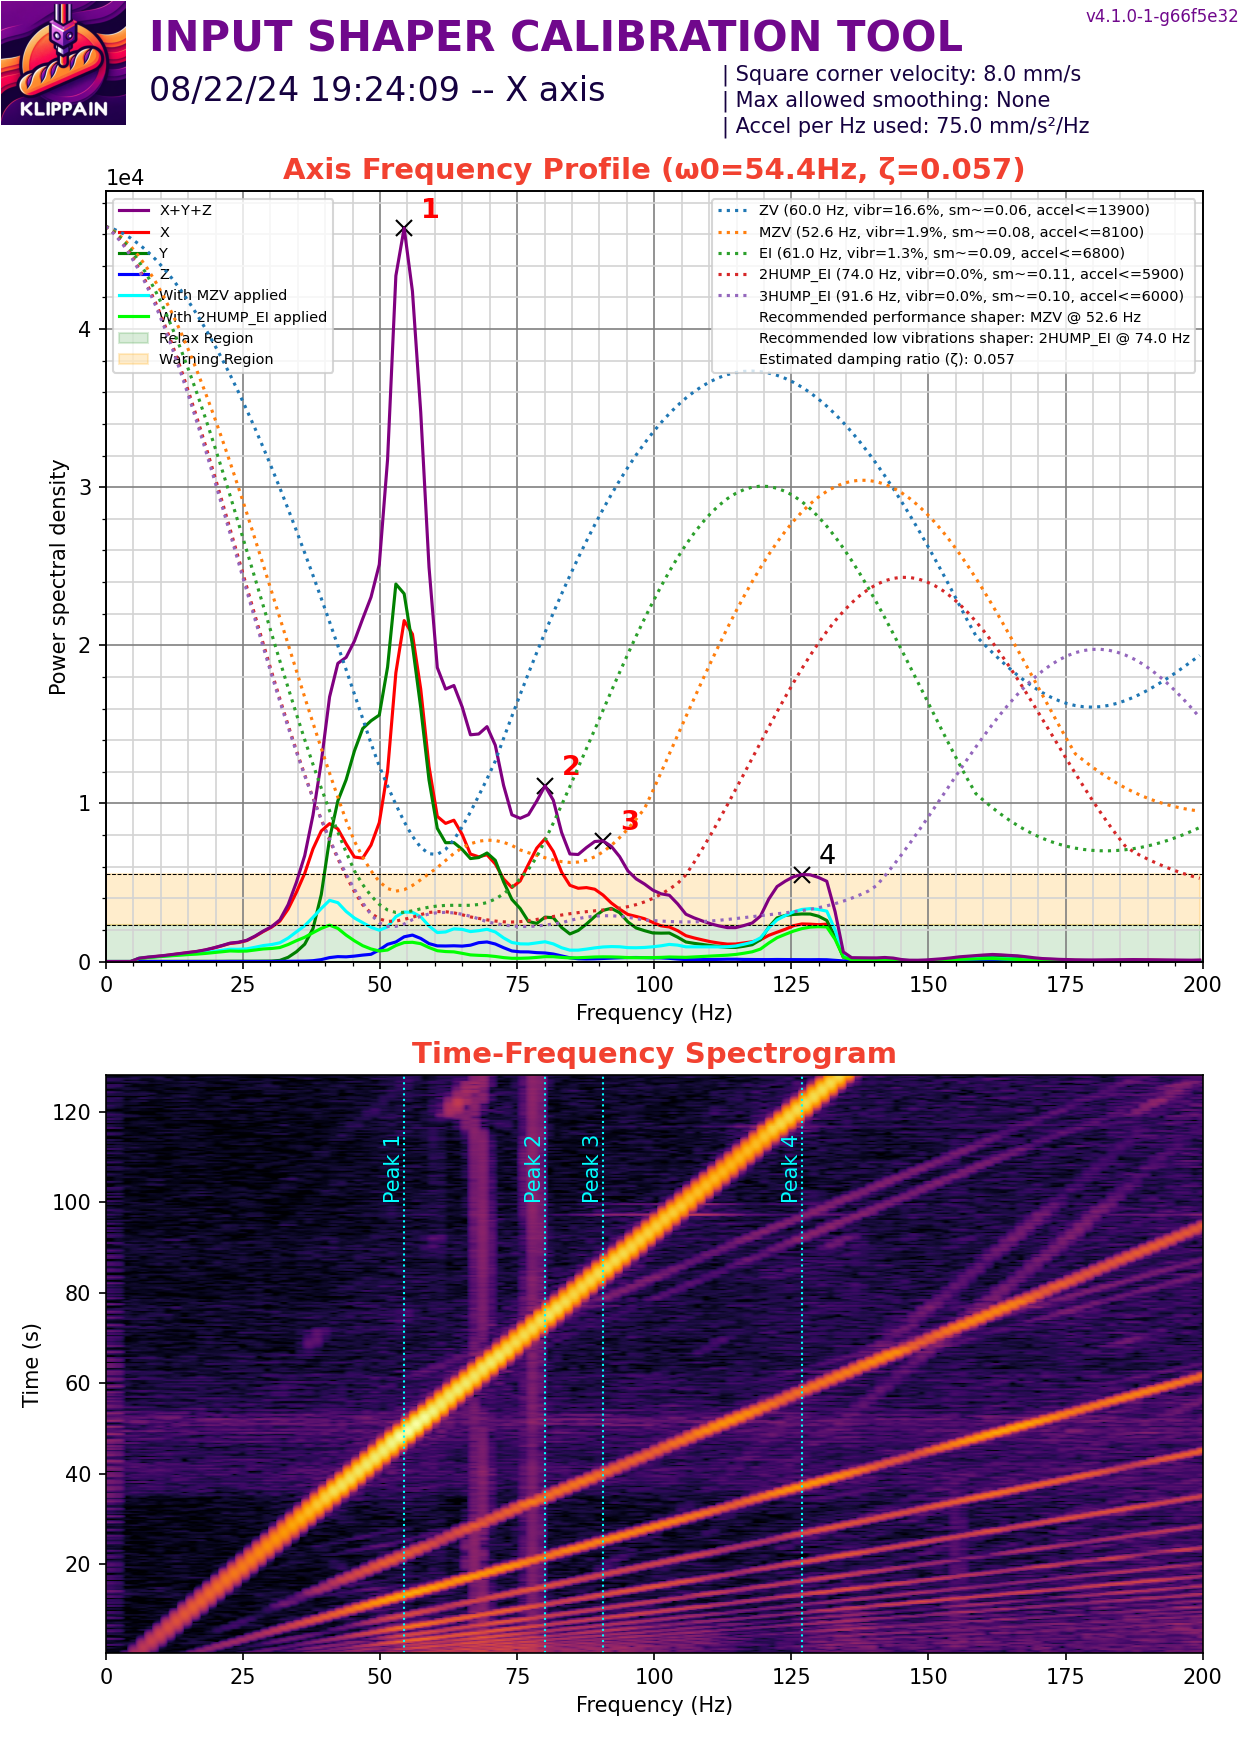 v4.1.0-1-g66f5e32
INPUT SHAPER CALIBRATION TOOL
08/22/24 19:24:09 -- X axis
| Square corner velocity: 8.0 mm/s
| Max allowed smoothing: None
| Accel per Hz used: 75.0 mm/s²/Hz
KLIPPAIN
Axis Frequency Profile (ω0=54.4Hz, ζ=0.057)
1e4
X+Y+Z
X
Y
Z
With MZV applied
With 2HUMP_EI applied
Relax Region
Warning Region
ZV (60.0 Hz, vibr=16.6%, sm~=0.06, accel<=13900)
MZV (52.6 Hz, vibr=1.9%, sm~=0.08, accel<=8100)
EI (61.0 Hz, vibr=1.3%, sm~=0.09, accel<=6800)
2HUMP_EI (74.0 Hz, vibr=0.0%, sm~=0.11, accel<=5900)
3HUMP_EI (91.6 Hz, vibr=0.0%, sm~=0.10, accel<=6000)
Recommended performance shaper: MZV @ 52.6 Hz
Recommended low vibrations shaper: 2HUMP_EI @ 74.0 Hz
Estimated damping ratio (ζ): 0.057
1
2
3
4
Power spectral density
4
3
2
1
0
0 25 50 75 100 125 150 175 200
Frequency (Hz)
Time-Frequency Spectrogram
Peak 1
Peak 2
Peak 3
Peak 4
Time (s)
120
100
80
60
40
20
0 25 50 75 100 125 150 175 200
Frequency (Hz)